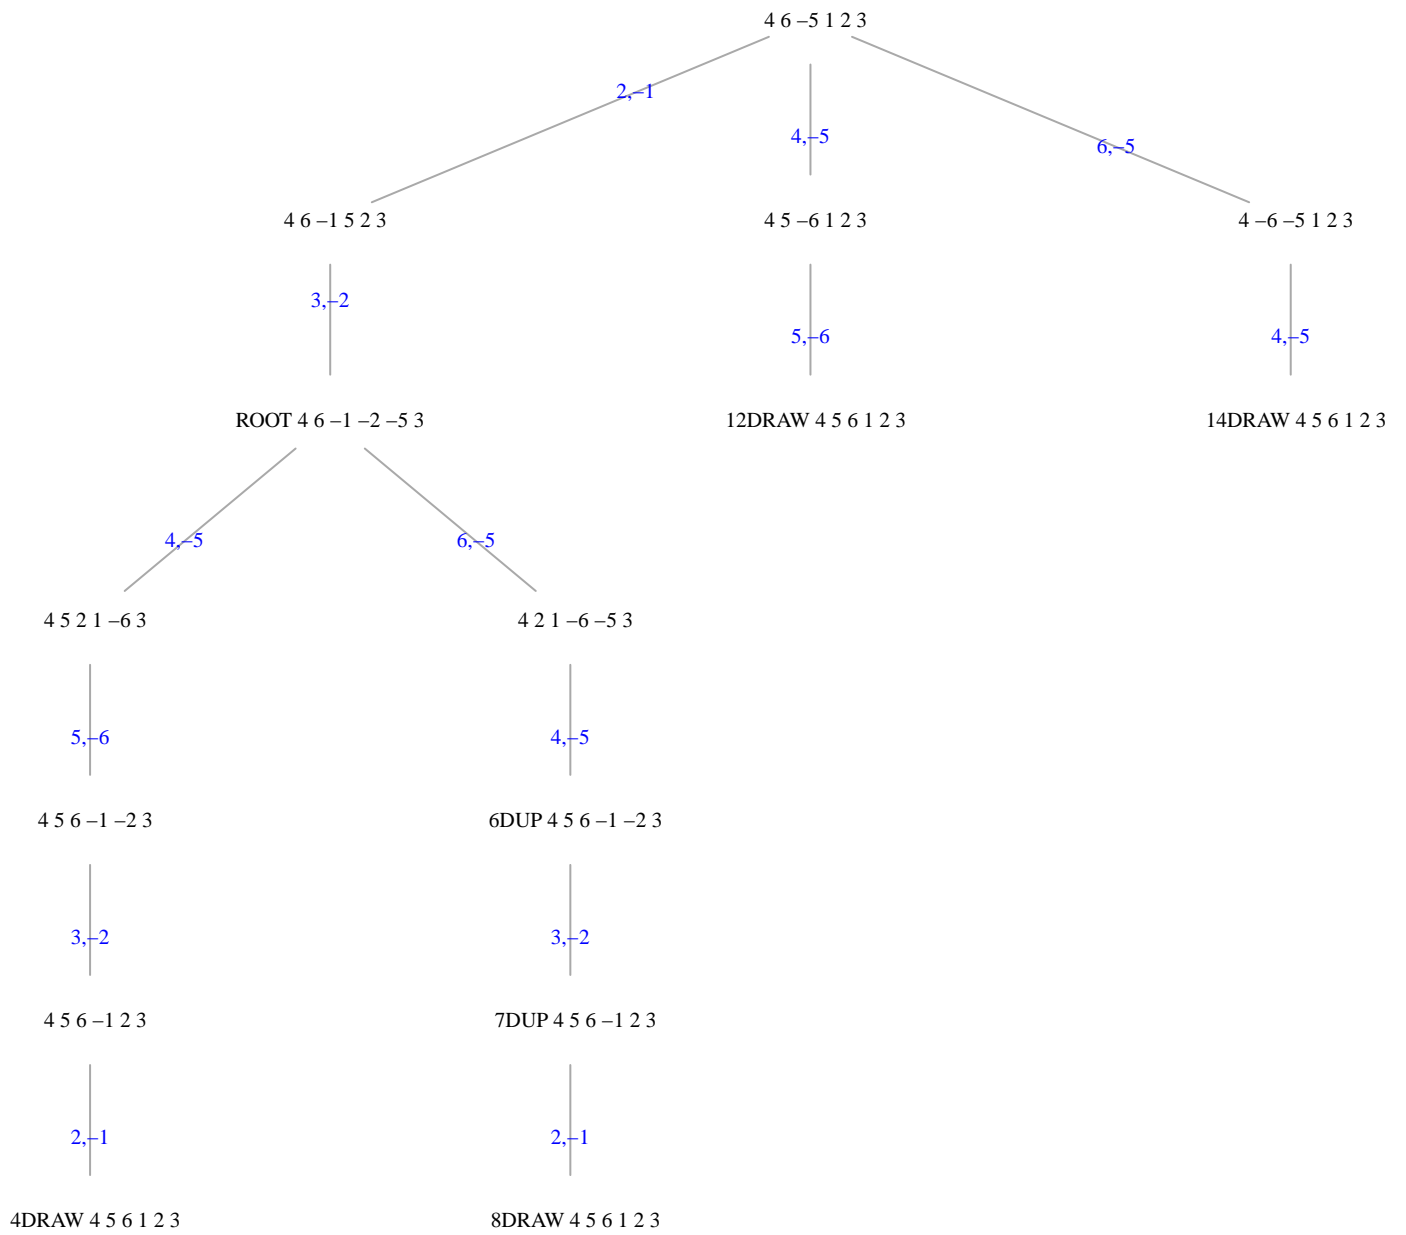 4 6 –5 1 2 3
2,–1
4,–5
6,–5
4 6 –1 5 2 3
4 5 –6 1 2 3
4 –6 –5 1 2 3
3,–2
5,–6
4,–5
ROOT 4 6 –1 –2 –5 3
12DRAW 4 5 6 1 2 3
14DRAW 4 5 6 1 2 3
4,–5
6,–5
4 5 2 1 –6 3
4 2 1 –6 –5 3
5,–6
4,–5
4 5 6 –1 –2 3
6DUP 4 5 6 –1 –2 3
3,–2
3,–2
4 5 6 –1 2 3
7DUP 4 5 6 –1 2 3
2,–1
2,–1
4DRAW 4 5 6 1 2 3
8DRAW 4 5 6 1 2 3